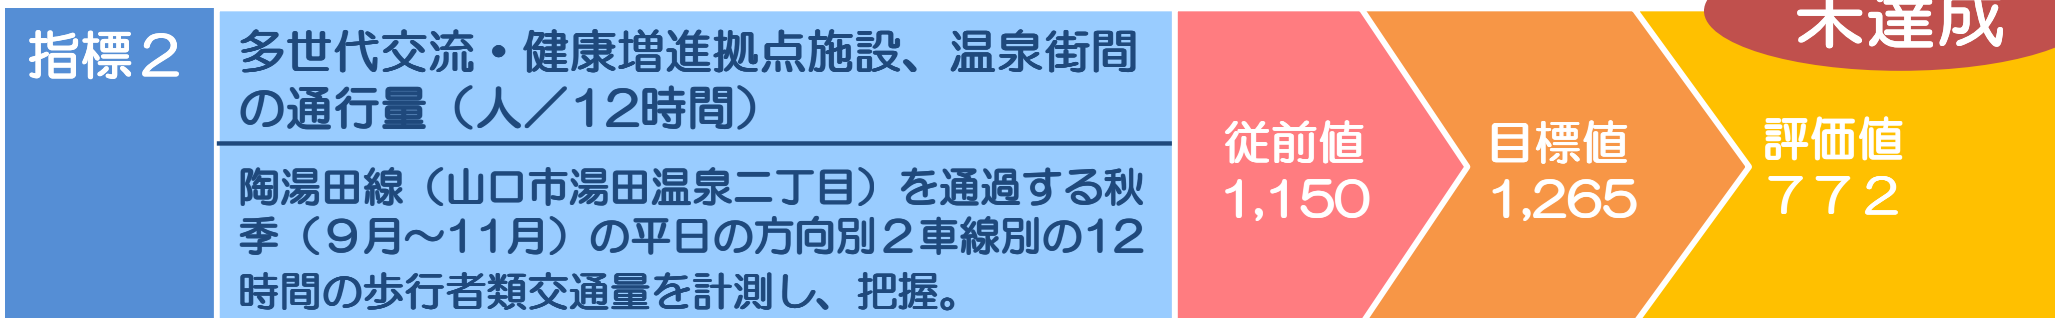 指標２
多世代交流・健康増進拠点施設、温泉街間
の通行量（人／12時間）
陶湯田線（山口市湯田温泉二丁目）を通過する秋
季（９月～11月）の平日の方向別２車線別の12
時間の歩行者類交通量を計測し、把握。
従前値
1,150
目標値
1,265
未達成
評価値
７７２